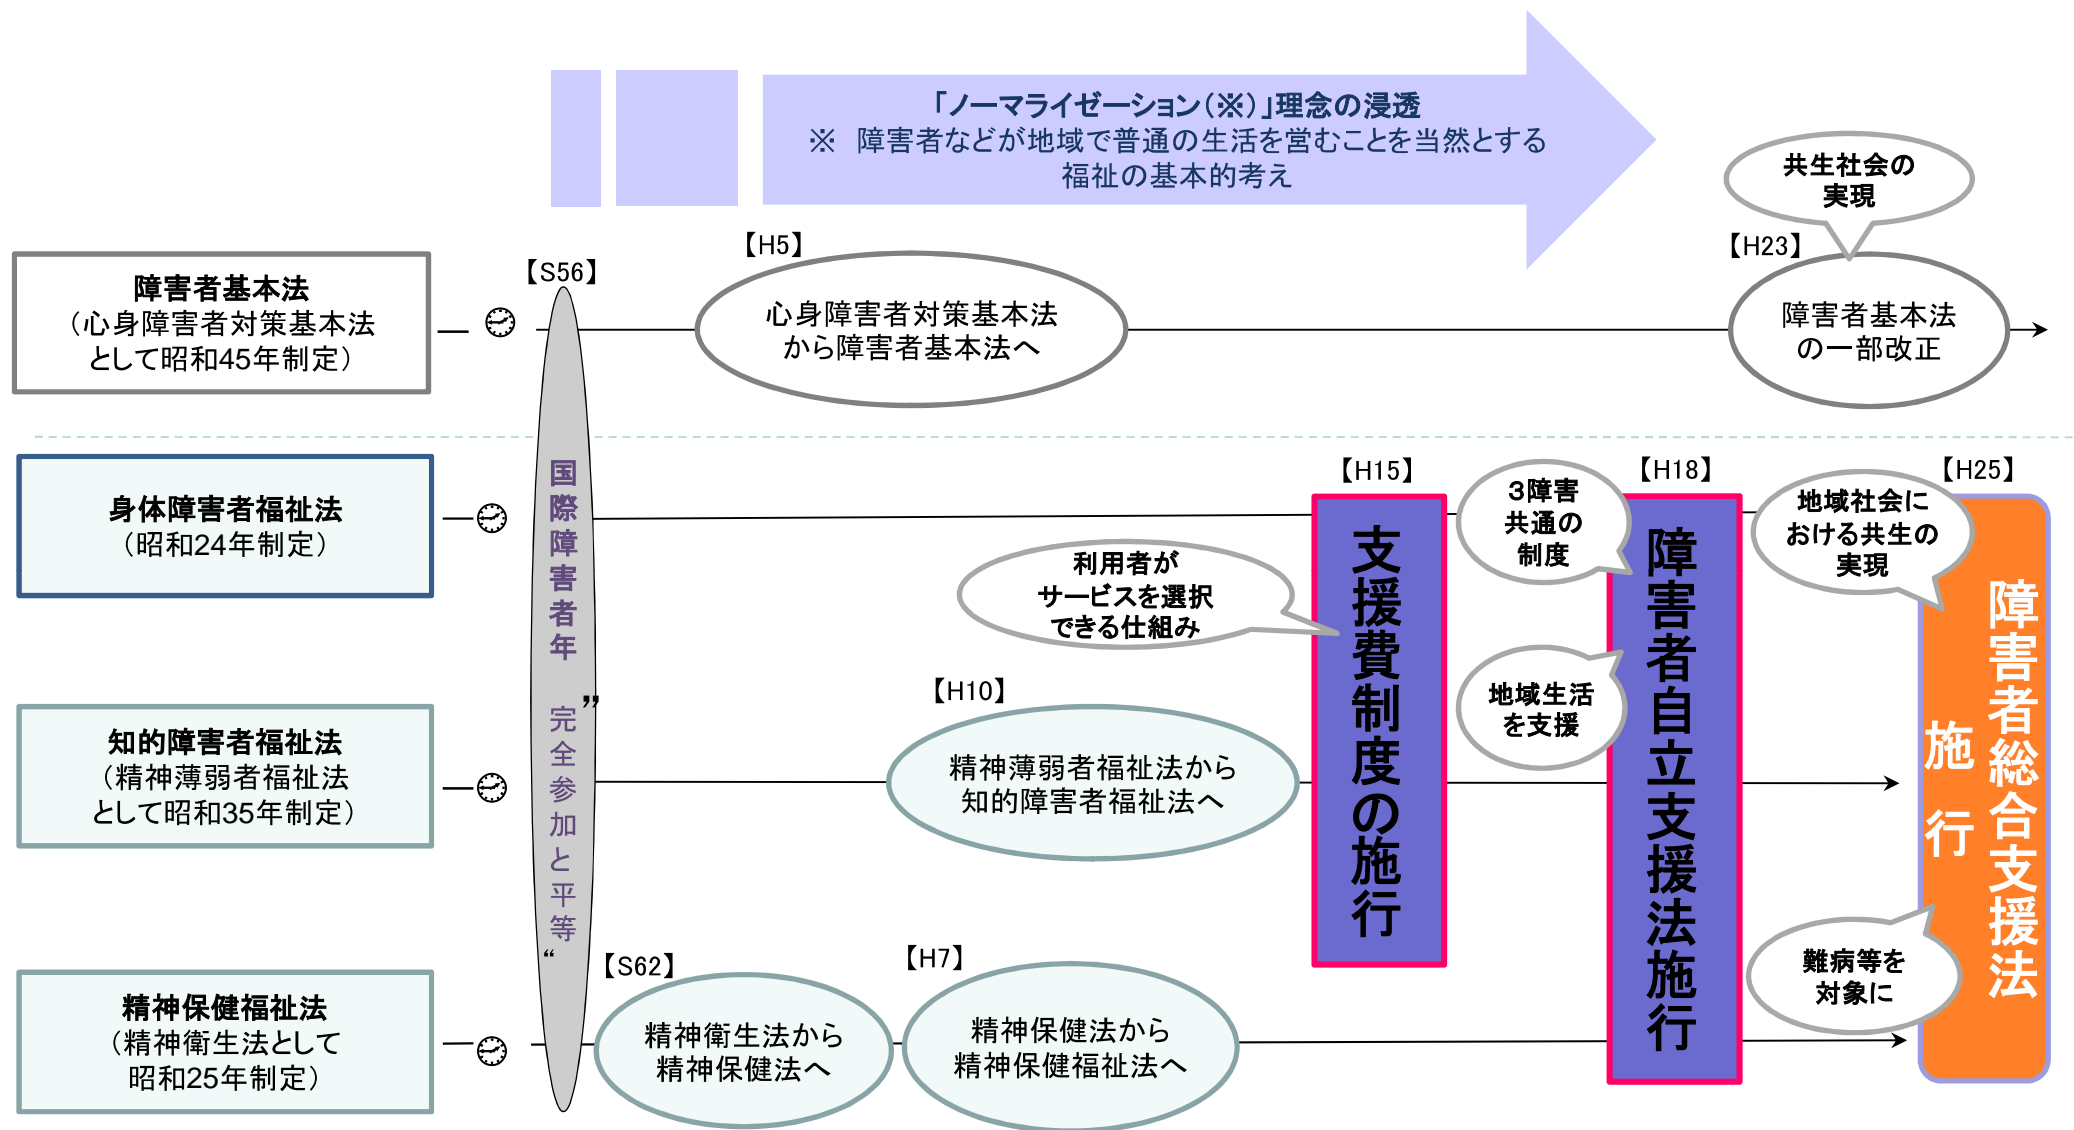 「ノーマライゼーション（※）」理念の浸透
※　障害者などが地域で普通の生活を営むことを当然とする
福祉の基本的考え
共生社会の
実現
【H5】
【H23】
【S56】
障害者基本法
（心身障害者対策基本法
として昭和45年制定）
心身障害者対策基本法
から障害者基本法へ
障害者基本法
の一部改正
国際障害者年　”完全参加と平等“
身体障害者福祉法
（昭和24年制定）
【H15】
【H18】
【H25】
3障害
共通の
制度
地域社会に
おける共生の
実現
利用者が
サービスを選択
できる仕組み
支援費制度の施行
障害者自立支援法施行
障害者総合支援法
施行
地域生活
を支援
【H10】
知的障害者福祉法
（精神薄弱者福祉法
として昭和35年制定）
精神薄弱者福祉法から
知的障害者福祉法へ
【S62】
【H7】
難病等を
対象に
精神保健福祉法
（精神衛生法として
昭和25年制定）
精神衛生法から
精神保健法へ
精神保健法から
精神保健福祉法へ